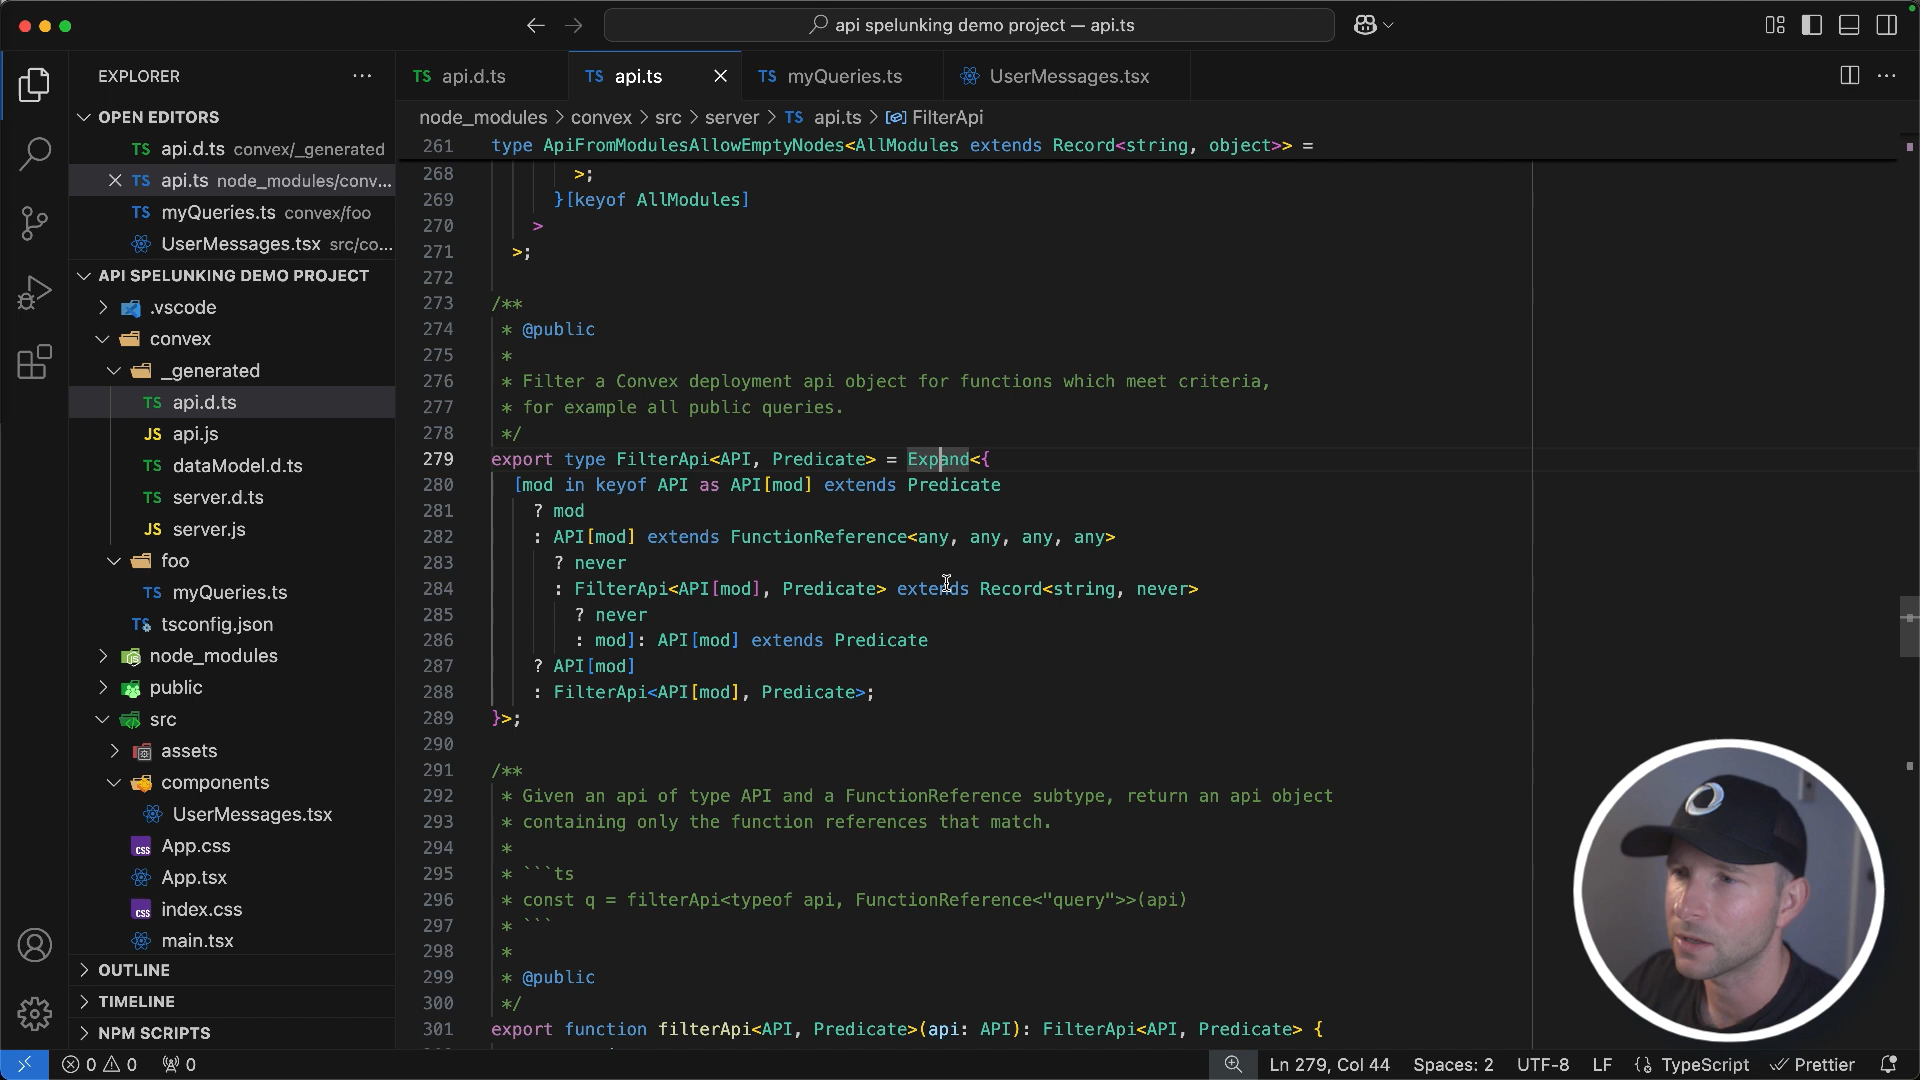 api spelunking demo project — api.ts
EXPLORER
OPEN EDITORS
TS api.d.ts convex/_generated
TS api.ts node_modules/conv...
TS myQueries.ts convex/foo
UserMessages.tsx src/co...
API SPELUNKING DEMO PROJECT
.vscode
convex
_generated
TS api.d.ts
JS api.js
TS dataModel.d.ts
TS server.d.ts
JS server.js
foo
TS myQueries.ts
TS tsconfig.json
node_modules
public
src
assets
components
UserMessages.tsx
css App.css
App.tsx
css index.css
main.tsx
OUTLINE
TIMELINE
NPM SCRIPTS
TS api.d.ts TS api.ts TS myQueries.ts UserMessages.tsx
node_modules > convex > src > server > TS api.ts > FilterApi
261 type ApiFromModulesAllowEmptyNodes<AllModules extends Record<string, object>> =
268 >;
269 }[keyof AllModules]
270 >
271 >;
272
273 /**
274 * @public
275 *
276 * Filter a Convex deployment api object for functions which meet criteria,
277 * for example all public queries.
278 */
279 export type FilterApi<API, Predicate> = Expand<{
280 [mod in keyof API as API[mod] extends Predicate
281 ? mod
282 : API[mod] extends FunctionReference<any, any, any, any>
283 ? never
284 : FilterApi<API[mod], Predicate> extends Record<string, never>
285 ? never
286 : mod]: API[mod] extends Predicate
287 ? API[mod]
288 : FilterApi<API[mod], Predicate>;
289 }>;
290
291 /**
292 * Given an api of type API and a FunctionReference subtype, return an api object
293 * containing only the function references that match.
294 *
295 * ```ts
296 * const q = filterApi<typeof api, FunctionReference<"query">>(api)
297 * ```
298 *
299 * @public
300 */
301 export function filterApi<API, Predicate>(api: API): FilterApi<API, Predicate> {
0 0 0 Ln 279, Col 44 Spaces: 2 UTF-8 LF {} TypeScript Prettier